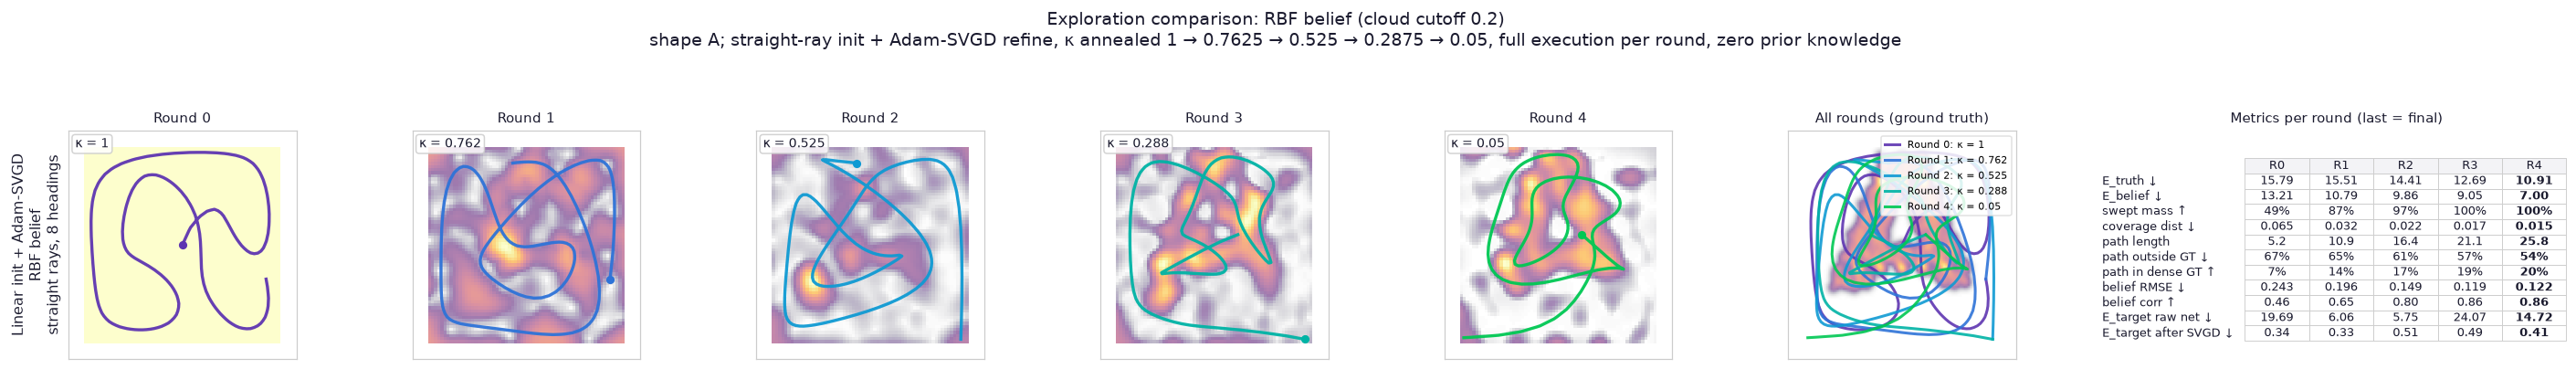 Exploration comparison: RBF belief (cloud cutoff 0.2)
shape A; straight-ray init + Adam-SVGD refine, κ annealed 1 → 0.7625 → 0.525 → 0.2875 → 0.05, full execution per round, zero prior knowledge
Linear init + Adam-SVGD
RBF belief
straight rays, 8 headings
Round 0
κ = 1
Round 1
κ = 0.762
Round 2
κ = 0.525
Round 3
κ = 0.288
Round 4
κ = 0.05
All rounds (ground truth)
Round 0: κ = 1
Round 1: κ = 0.762
Round 2: κ = 0.525
Round 3: κ = 0.288
Round 4: κ = 0.05
Metrics per round (last = final)
R0 R1 R2 R3 R4
E_truth ↓ 15.79 15.51 14.41 12.69 10.91
E_belief ↓ 13.21 10.79 9.86 9.05 7.00
swept mass ↑ 49% 87% 97% 100% 100%
coverage dist ↓ 0.065 0.032 0.022 0.017 0.015
path length 5.2 10.9 16.4 21.1 25.8
path outside GT ↓ 67% 65% 61% 57% 54%
path in dense GT ↑ 7% 14% 17% 19% 20%
belief RMSE ↓ 0.243 0.196 0.149 0.119 0.122
belief corr ↑ 0.46 0.65 0.80 0.86 0.86
E_target raw net ↓ 19.69 6.06 5.75 24.07 14.72
E_target after SVGD ↓ 0.34 0.33 0.51 0.49 0.41